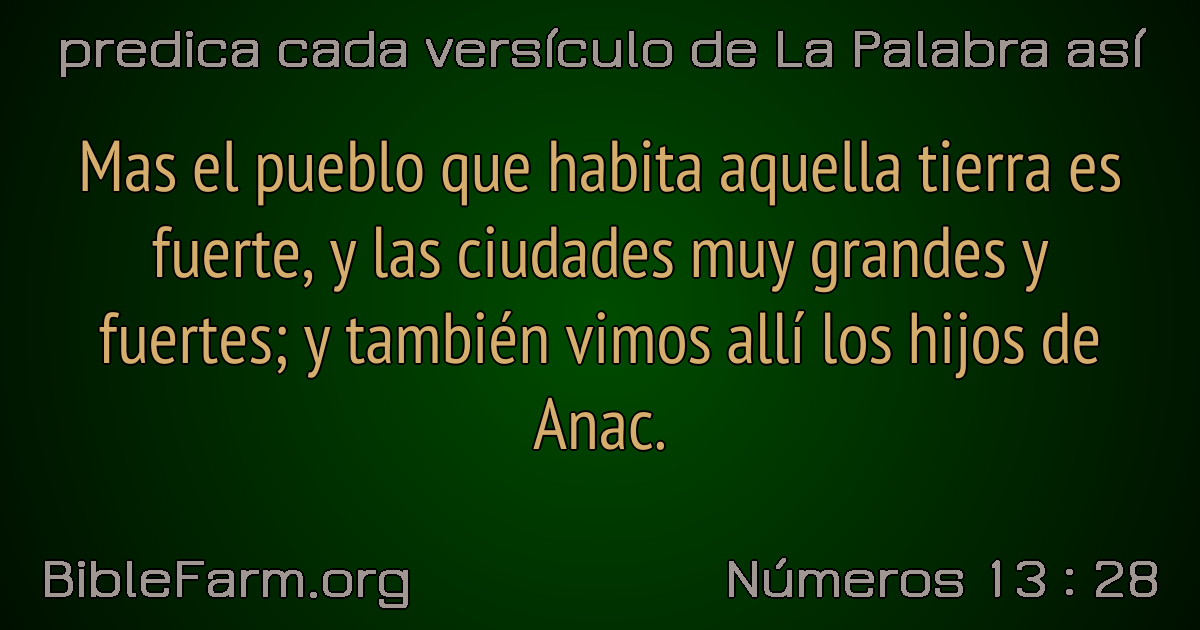 predica cada versículo de La Palabra así
Mas el pueblo que habita aquella tierra es
fuerte, y las ciudades muy grandes y
fuertes; y también vimos allí los hijos de
Anac.
BibleFarm.org
Números 13 : 28